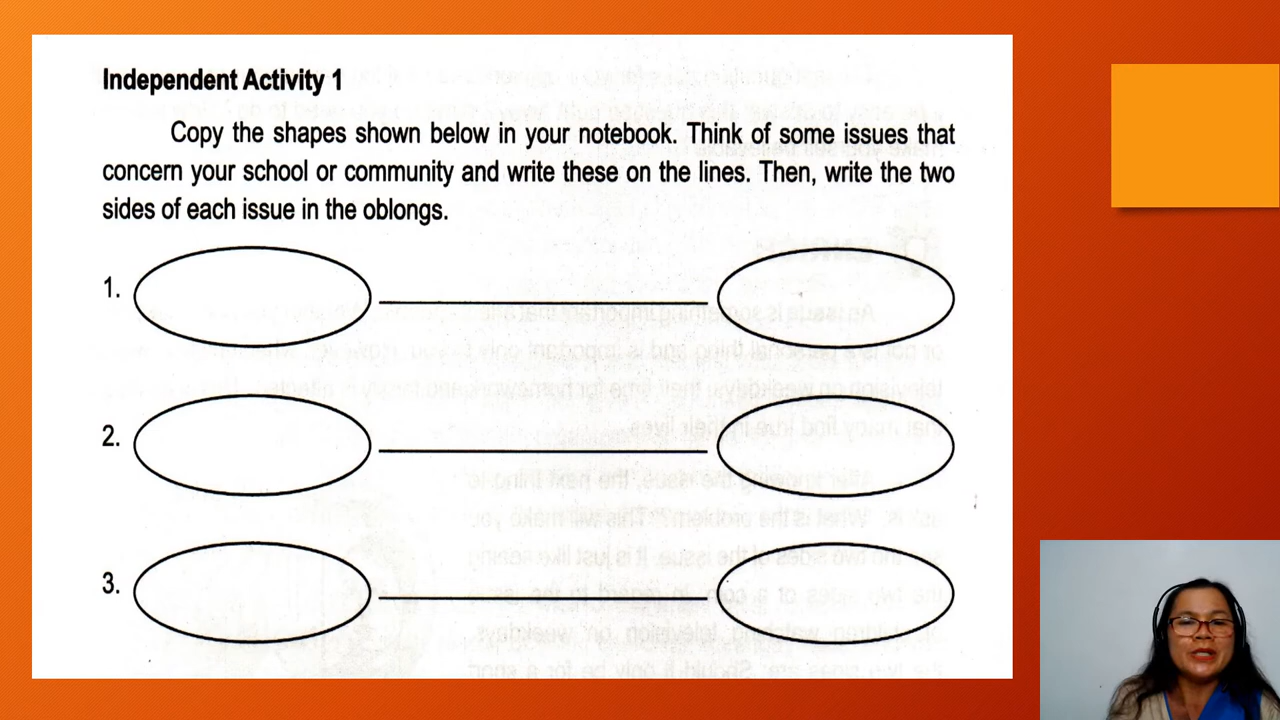 Independent Activity 1
Copy the shapes shown below in your notebook. Think of some issues that
concern your school or community and write these on the lines. Then, write the two
sides of each issue in the oblongs.
1.
2.
3.